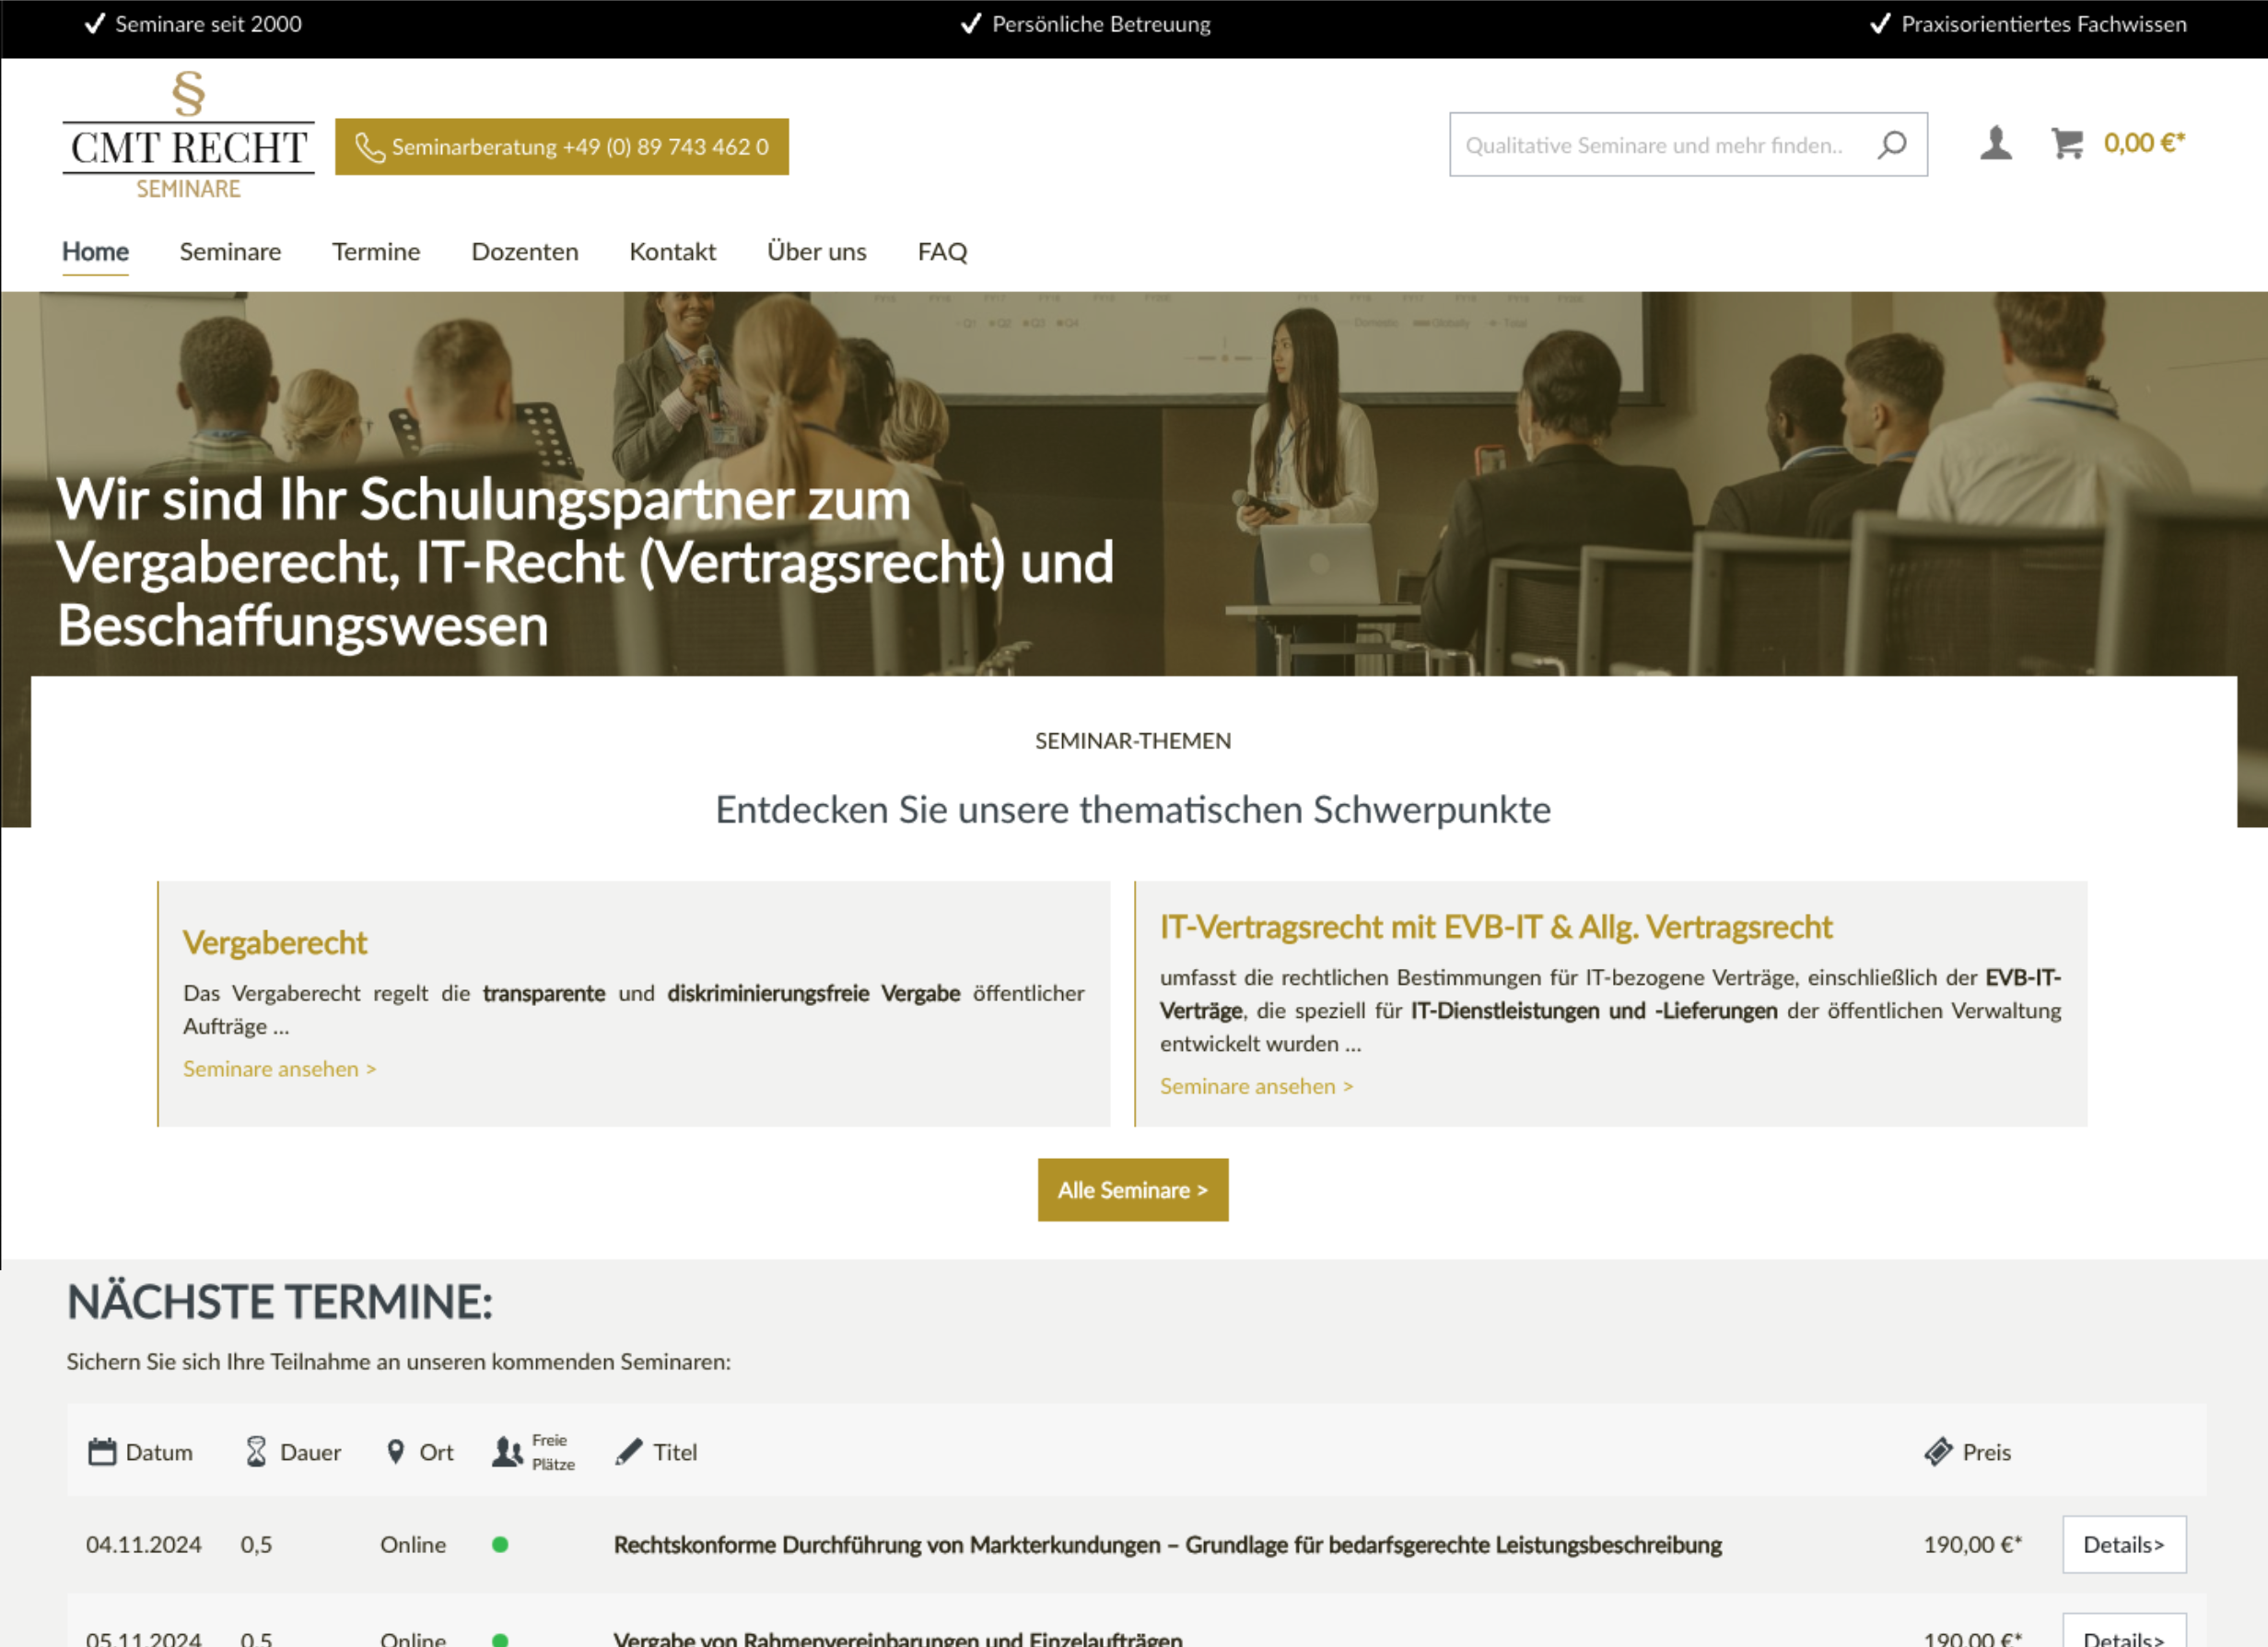 Seminare seit 2000
Persönliche Betreuung
Praxisorientiertes Fachwissen
§
CMT RECHT
SEMINARE
Seminarberatung +49 (0) 89 743 462 0
Qualitative Seminare und mehr finden..
0,00 €*
Home Seminare Termine Dozenten Kontakt Über uns FAQ
Q1 Q2 Q3 Q4
Domestic Globally Total
Wir sind Ihr Schulungspartner zum
Vergaberecht, IT-Recht (Vertragsrecht) und
Beschaffungswesen
SEMINAR-THEMEN
Entdecken Sie unsere thematischen Schwerpunkte
Vergaberecht
Das Vergaberecht regelt die transparente und diskriminierungsfreie Vergabe öffentlicher
Aufträge ...
Seminare ansehen >
IT-Vertragsrecht mit EVB-IT & Allg. Vertragsrecht
umfasst die rechtlichen Bestimmungen für IT-bezogene Verträge, einschließlich der EVB-IT-
Verträge, die speziell für IT-Dienstleistungen und -Lieferungen der öffentlichen Verwaltung
entwickelt wurden ...
Seminare ansehen >
Alle Seminare >
NÄCHSTE TERMINE:
Sichern Sie sich Ihre Teilnahme an unseren kommenden Seminaren:
Datum Dauer Ort Freie Plätze Titel Preis
04.11.2024 0,5 Online Rechtskonforme Durchführung von Markterkundungen – Grundlage für bedarfsgerechte Leistungsbeschreibung 190,00 €* Details>
05.11.2024 0,5 Online Vergabe von Rahmenvereinbarungen und Einzelaufträgen 190,00 €* Details>